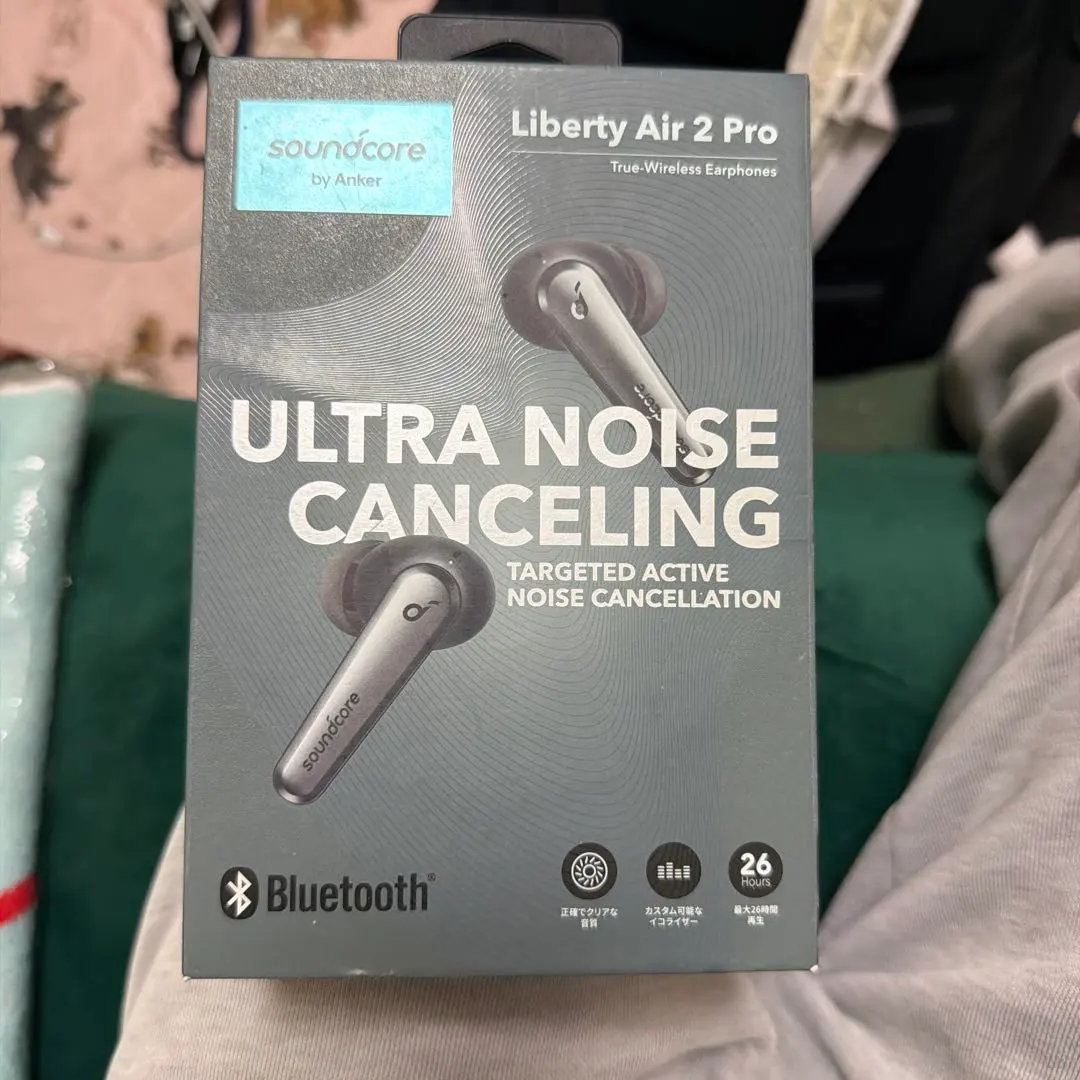 soundcore
by Anker
Liberty Air 2 Pro
True-Wireless Earphones
soundcore
ULTRA NOISE
CANCELING
TARGETED ACTIVE
NOISE CANCELLATION
soundcore
Bluetooth®
正確でクリアな
音質
カスタム可能な
イコライザー
26
Hours
最大26時間
再生